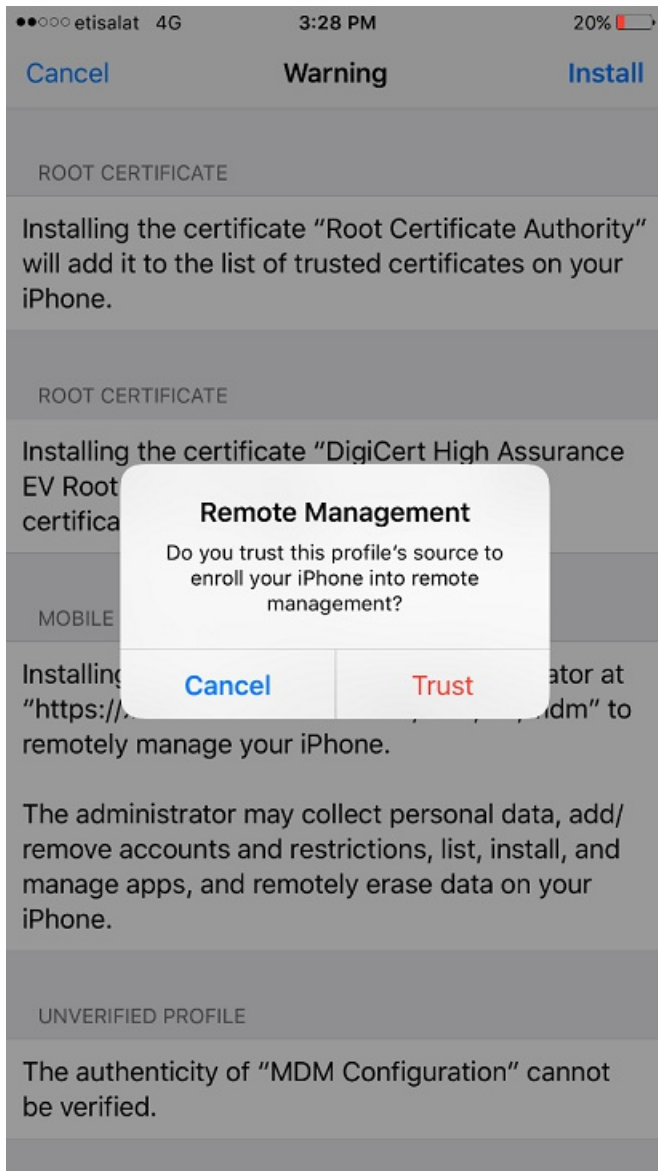 etisalat 4G 3:28 PM 20%
Cancel Warning Install
ROOT CERTIFICATE
Installing the certificate “Root Certificate Authority”
will add it to the list of trusted certificates on your
iPhone.
ROOT CERTIFICATE
Installing the certificate “DigiCert High Assurance
EV Root
certifica
Remote Management
Do you trust this profile’s source to
enroll your iPhone into remote
management?
Cancel Trust
MOBILE
Installing ator at
“https:// mdm” to
remotely manage your iPhone.
The administrator may collect personal data, add/
remove accounts and restrictions, list, install, and
manage apps, and remotely erase data on your
iPhone.
UNVERIFIED PROFILE
The authenticity of “MDM Configuration” cannot
be verified.